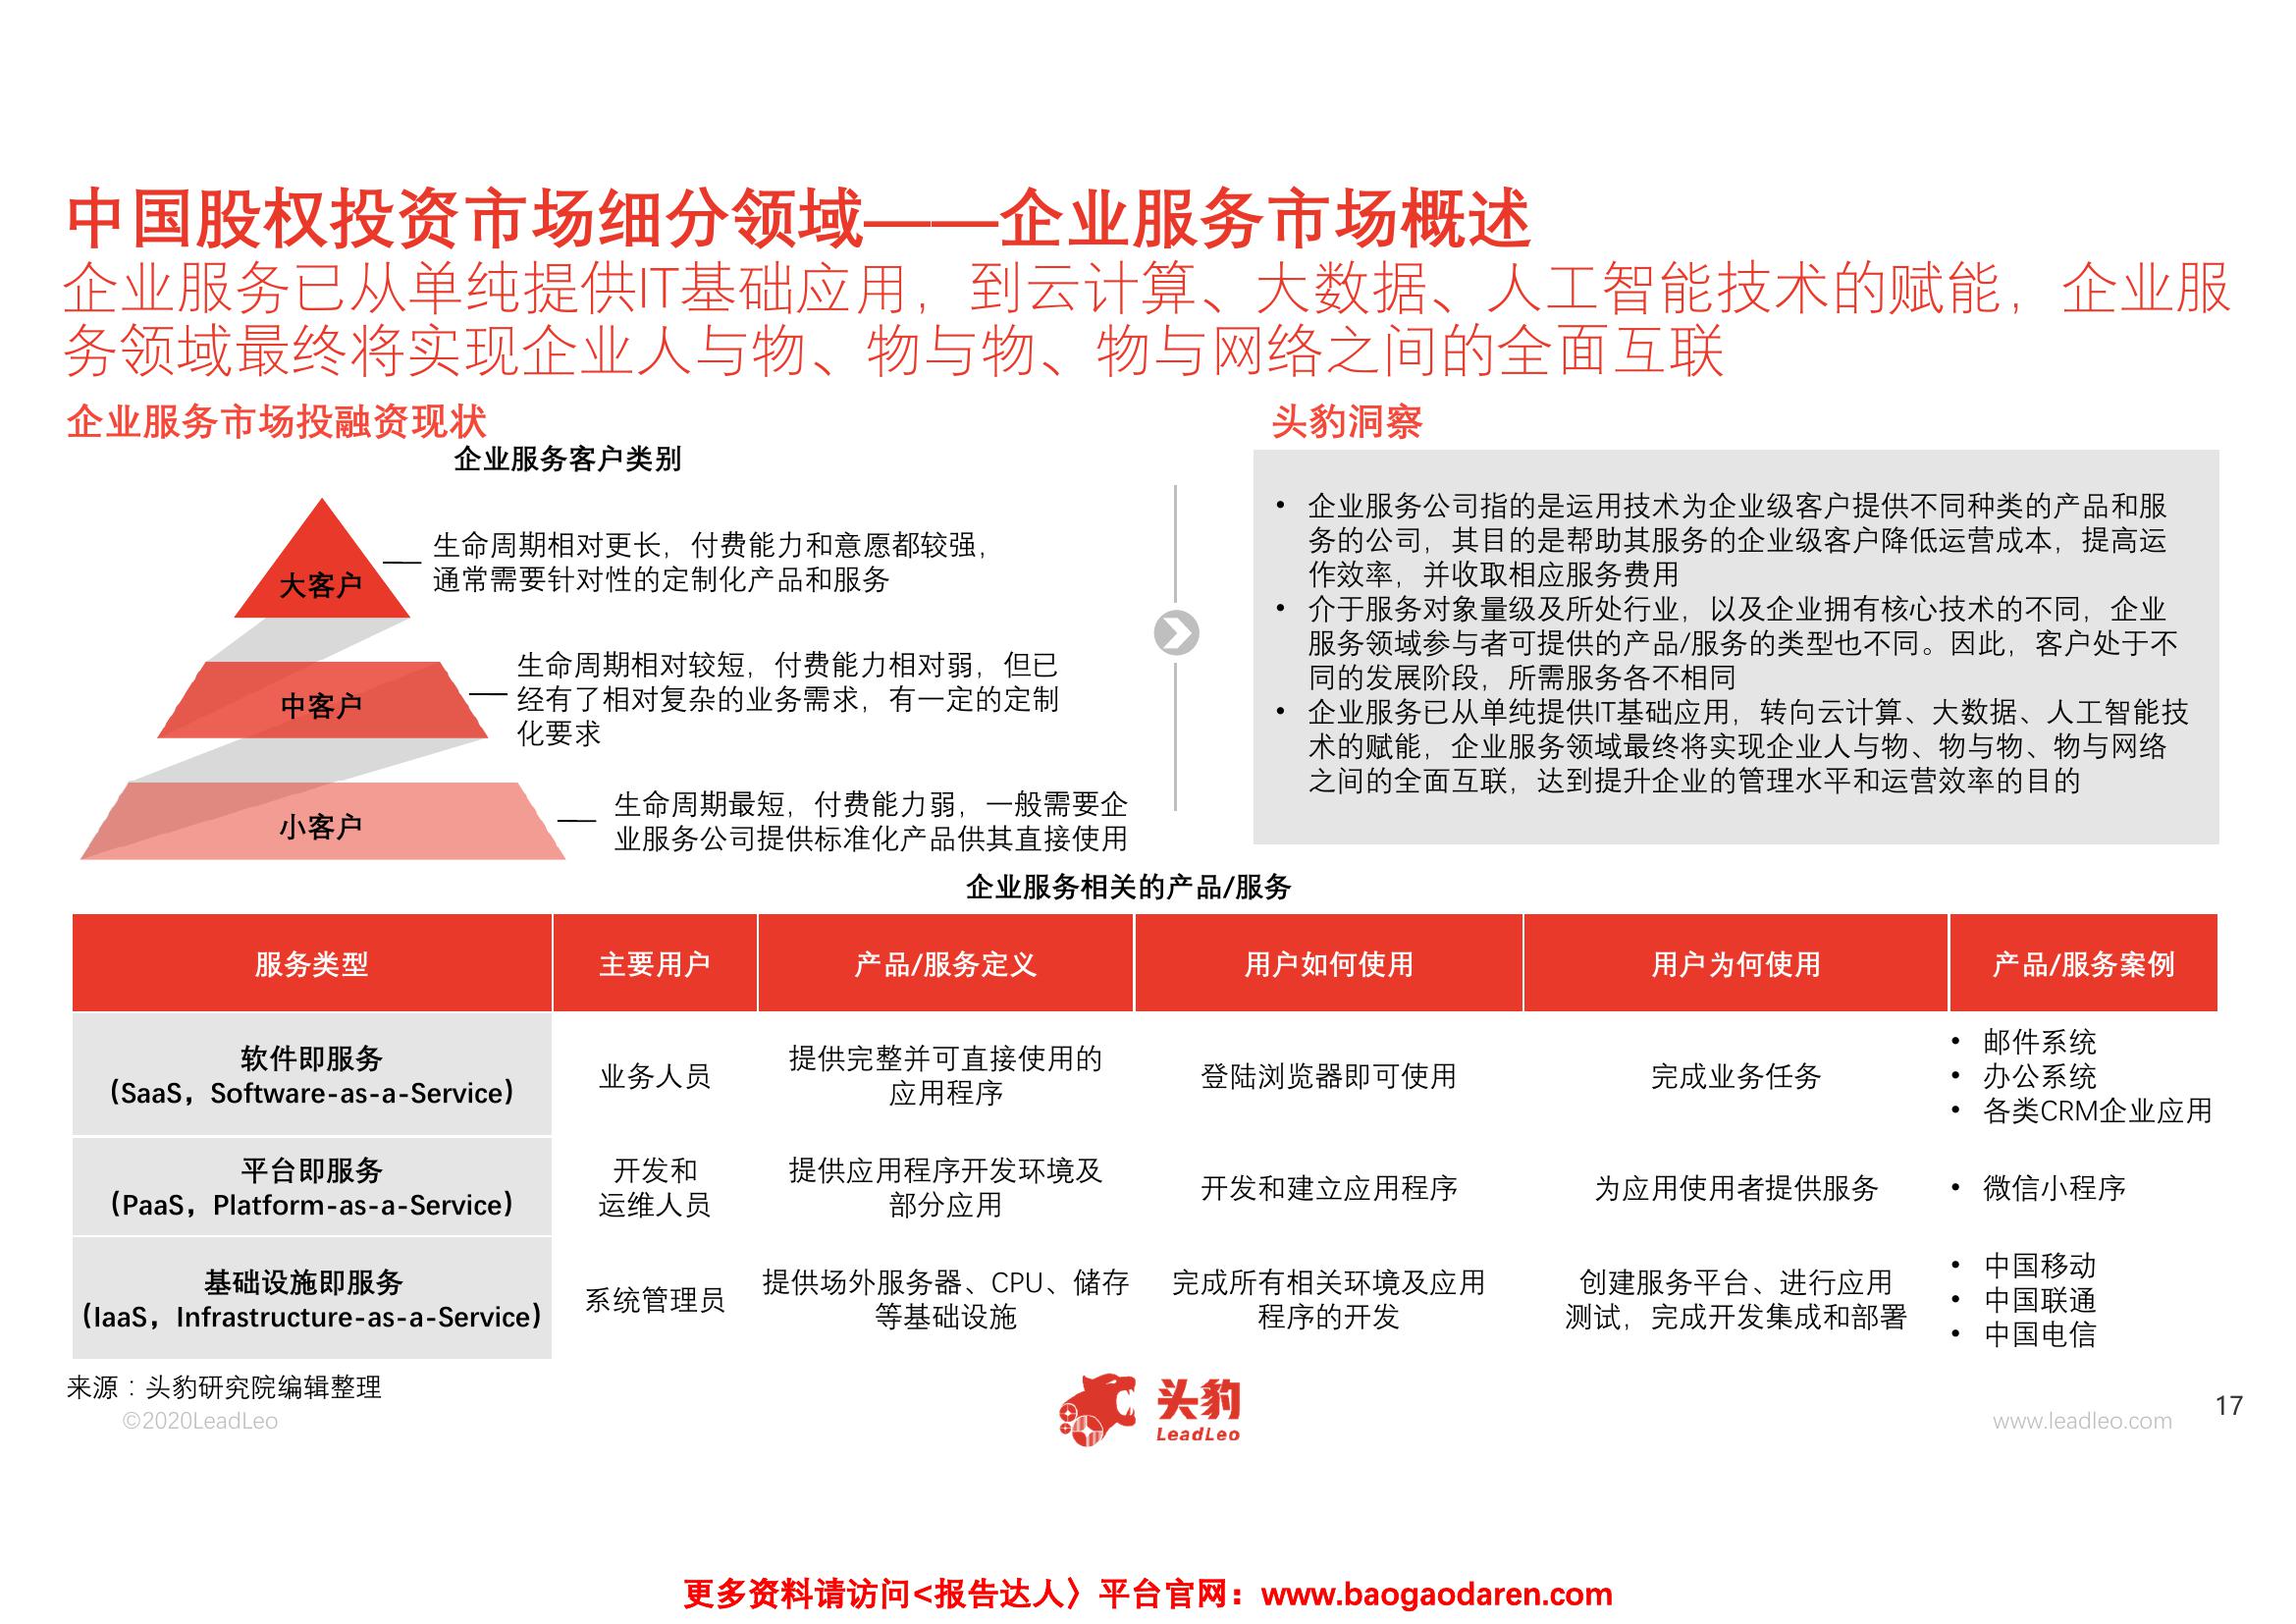 中国股权投资市场细分领域——企业服务市场概述
企业服务已从单纯提供IT基础应用，到云计算、大数据、人工智能技术的赋能，企业服
务领域最终将实现企业人与物、物与物、物与网络之间的全面互联
企业服务市场投融资现状
企业服务客户类别
大客户
生命周期相对更长，付费能力和意愿都较强，
通常需要针对性的定制化产品和服务
中客户
生命周期相对较短，付费能力相对弱，但已
经有了相对复杂的业务需求，有一定的定制
化要求
小客户
生命周期最短，付费能力弱，一般需要企
业服务公司提供标准化产品供其直接使用
头豹洞察
• 企业服务公司指的是运用技术为企业级客户提供不同种类的产品和服
务的公司，其目的是帮助其服务的企业级客户降低运营成本，提高运
作效率，并收取相应服务费用
• 介于服务对象量级及所处行业，以及企业拥有核心技术的不同，企业
服务领域参与者可提供的产品/服务的类型也不同。因此，客户处于不
同的发展阶段，所需服务各不相同
• 企业服务已从单纯提供IT基础应用，转向云计算、大数据、人工智能技
术的赋能，企业服务领域最终将实现企业人与物、物与物、物与网络
之间的全面互联，达到提升企业的管理水平和运营效率的目的
企业服务相关的产品/服务
服务类型 主要用户 产品/服务定义 用户如何使用 用户为何使用 产品/服务案例
软件即服务
（SaaS，Software-as-a-Service）
业务人员
提供完整并可直接使用的
应用程序
登陆浏览器即可使用
完成业务任务
• 邮件系统
• 办公系统
• 各类CRM企业应用
平台即服务
（PaaS，Platform-as-a-Service）
开发和
运维人员
提供应用程序开发环境及
部分应用
开发和建立应用程序
为应用使用者提供服务
• 微信小程序
基础设施即服务
（IaaS，Infrastructure-as-a-Service）
系统管理员
提供场外服务器、CPU、储存
等基础设施
完成所有相关环境及应用
程序的开发
创建服务平台、进行应用
测试，完成开发集成和部署
• 中国移动
• 中国联通
• 中国电信
来源：头豹研究院编辑整理
©2020LeadLeo
头豹
LeadLeo
www.leadleo.com
17
更多资料请访问<报告达人〉平台官网：www.baogaodaren.com